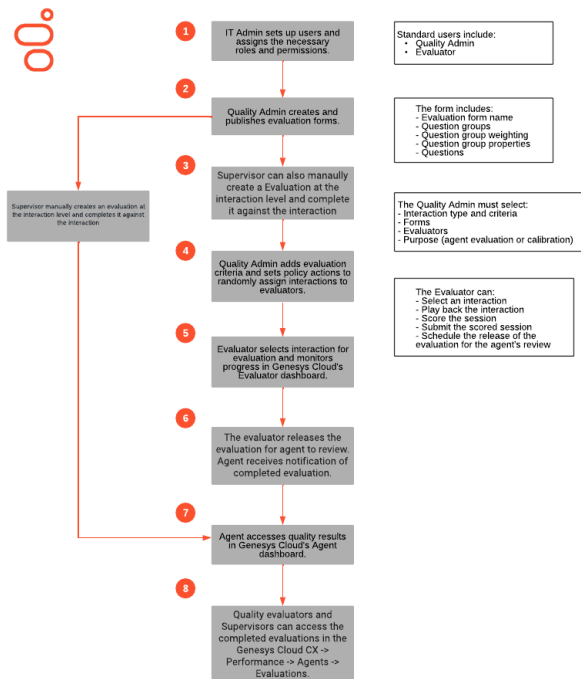 1
IT Admin sets up users and
assigns the necessary
roles and permissions.
Standard users include:
• Quality Admin
• Evaluator
2
Quality Admin creates and
publishes evaluation forms.
The form includes:
- Evaluation form name
- Question groups
- Question group weighting
- Question group properties
- Questions
3
Supervisor can also manaully
create a Evaluation at the
interaction level and complete
it against the interaction
Supervisor manually creates an evaluation at
the interaction level and completes it against
the interaction
The Quality Admin must select:
- Interaction type and criteria
- Forms
- Evaluators
- Purpose (agent evaluation or calibration)
4
Quality Admin adds evaluation
criteria and sets policy actions to
randomly assign interactions to
evaluators.
The Evaluator can:
- Select an interaction
- Play back the interaction
- Score the session
- Submit the scored session
- Schedule the release of the
evaluation for the agent's review
5
Evaluator selects interaction for
evaluation and monitors
progress in Genesys Cloud's
Evaluator dashboard.
6
The evaluator releases the
evaluation for agent to review.
Agent receives notification of
completed evaluation.
7
Agent accesses quality results
in Genesys Cloud's Agent
dashboard.
8
Quality evaluators and
Supervisors can access the
completed evaluations in the
Genesys Cloud CX ->
Performance -> Agents ->
Evaluations.